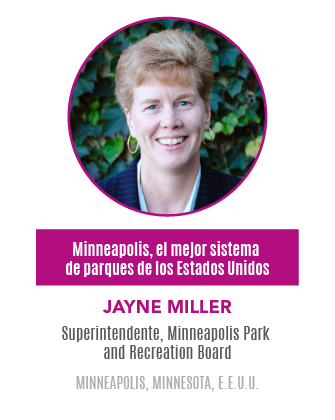 Minneapolis, el mejor sistema
de parques de los Estados Unidos
JAYNE MILLER
Superintendente, Minneapolis Park
and Recreation Board
MINNEAPOLIS, MINNESOTA, E.E.U.U.